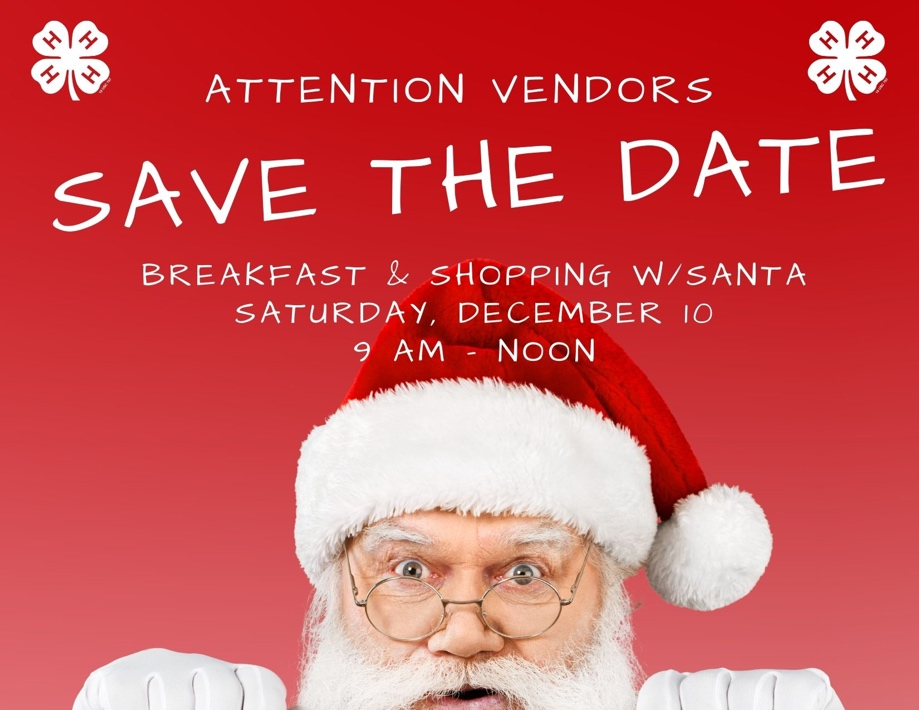 H H
H H
H H
H H
ATTENTION VENDORS
SAVE THE DATE
BREAKFAST & SHOPPING W/SANTA
SATURDAY, DECEMBER 10
9 AM - NOON